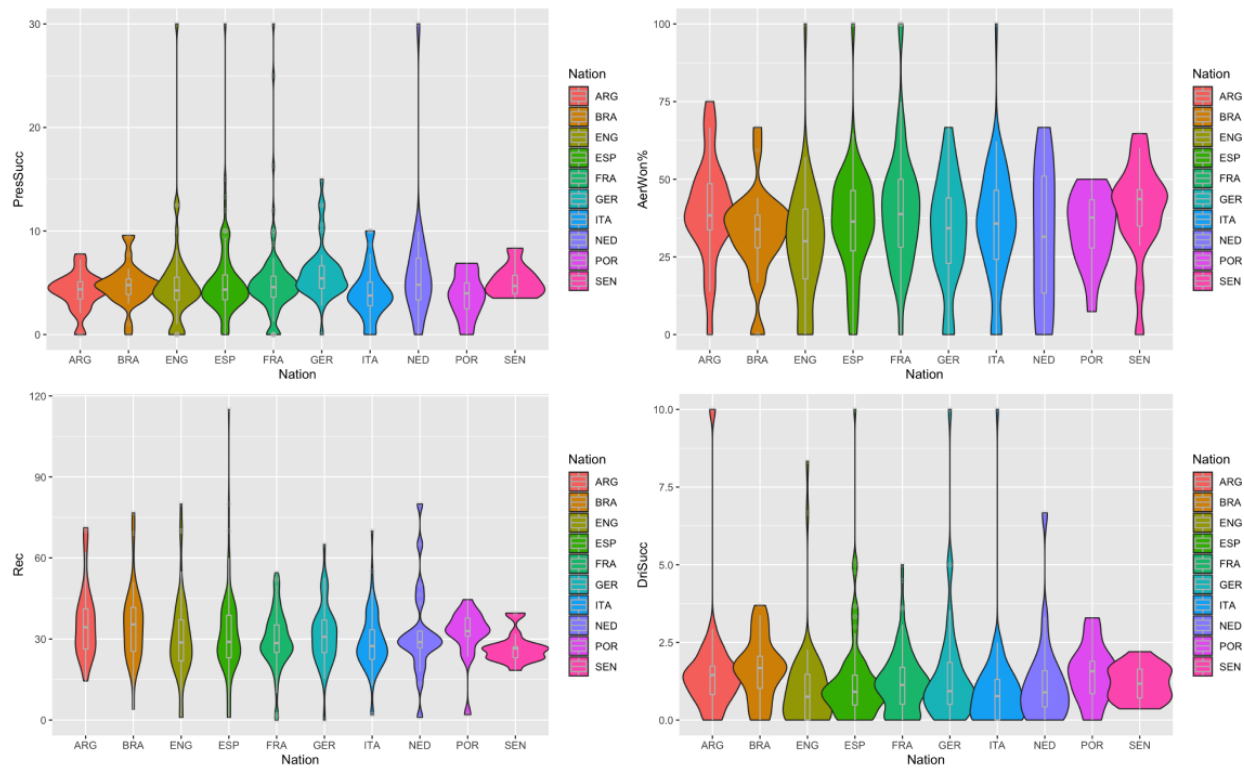 PresSucc
30
20
10
0
ARG BRA ENG ESP FRA GER ITA NED POR SEN
Nation
Nation
ARG
BRA
ENG
ESP
FRA
GER
ITA
NED
POR
SEN
AerWon%
100
75
50
25
0
ARG BRA ENG ESP FRA GER ITA NED POR SEN
Nation
Nation
ARG
BRA
ENG
ESP
FRA
GER
ITA
NED
POR
SEN
Rec
120
90
60
30
0
ARG BRA ENG ESP FRA GER ITA NED POR SEN
Nation
Nation
ARG
BRA
ENG
ESP
FRA
GER
ITA
NED
POR
SEN
DriSucc
10.0
7.5
5.0
2.5
0.0
ARG BRA ENG ESP FRA GER ITA NED POR SEN
Nation
Nation
ARG
BRA
ENG
ESP
FRA
GER
ITA
NED
POR
SEN